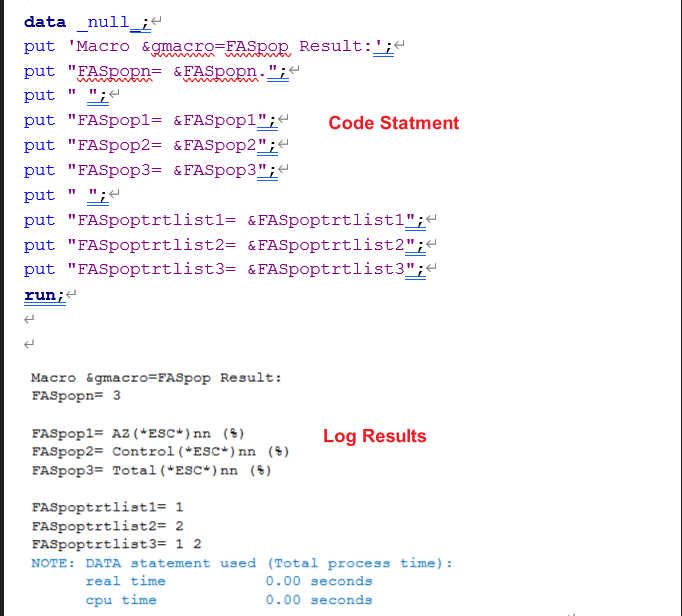 data _null_;↵
put 'Macro &gmacro=FASpop Result:';↵
put "FASpopn= &FASpopn.";↵
put " ";↵
put "FASpop1= &FASpop1";↵
Code Statment
put "FASpop2= &FASpop2";↵
put "FASpop3= &FASpop3";↵
put " ";↵
put "FASpoptrtlist1= &FASpoptrtlist1";↵
put "FASpoptrtlist2= &FASpoptrtlist2";↵
put "FASpoptrtlist3= &FASpoptrtlist3";↵
run;↵
↵
↵
Macro &gmacro=FASpop Result:
FASpopn= 3
FASpop1= AZ(*ESC*)nn (%)
Log Results
FASpop2= Control(*ESC*)nn (%)
FASpop3= Total(*ESC*)nn (%)
FASpoptrtlist1= 1
FASpoptrtlist2= 2
FASpoptrtlist3= 1 2
NOTE: DATA statement used (Total process time):
real time 0.00 seconds
cpu time 0.00 seconds